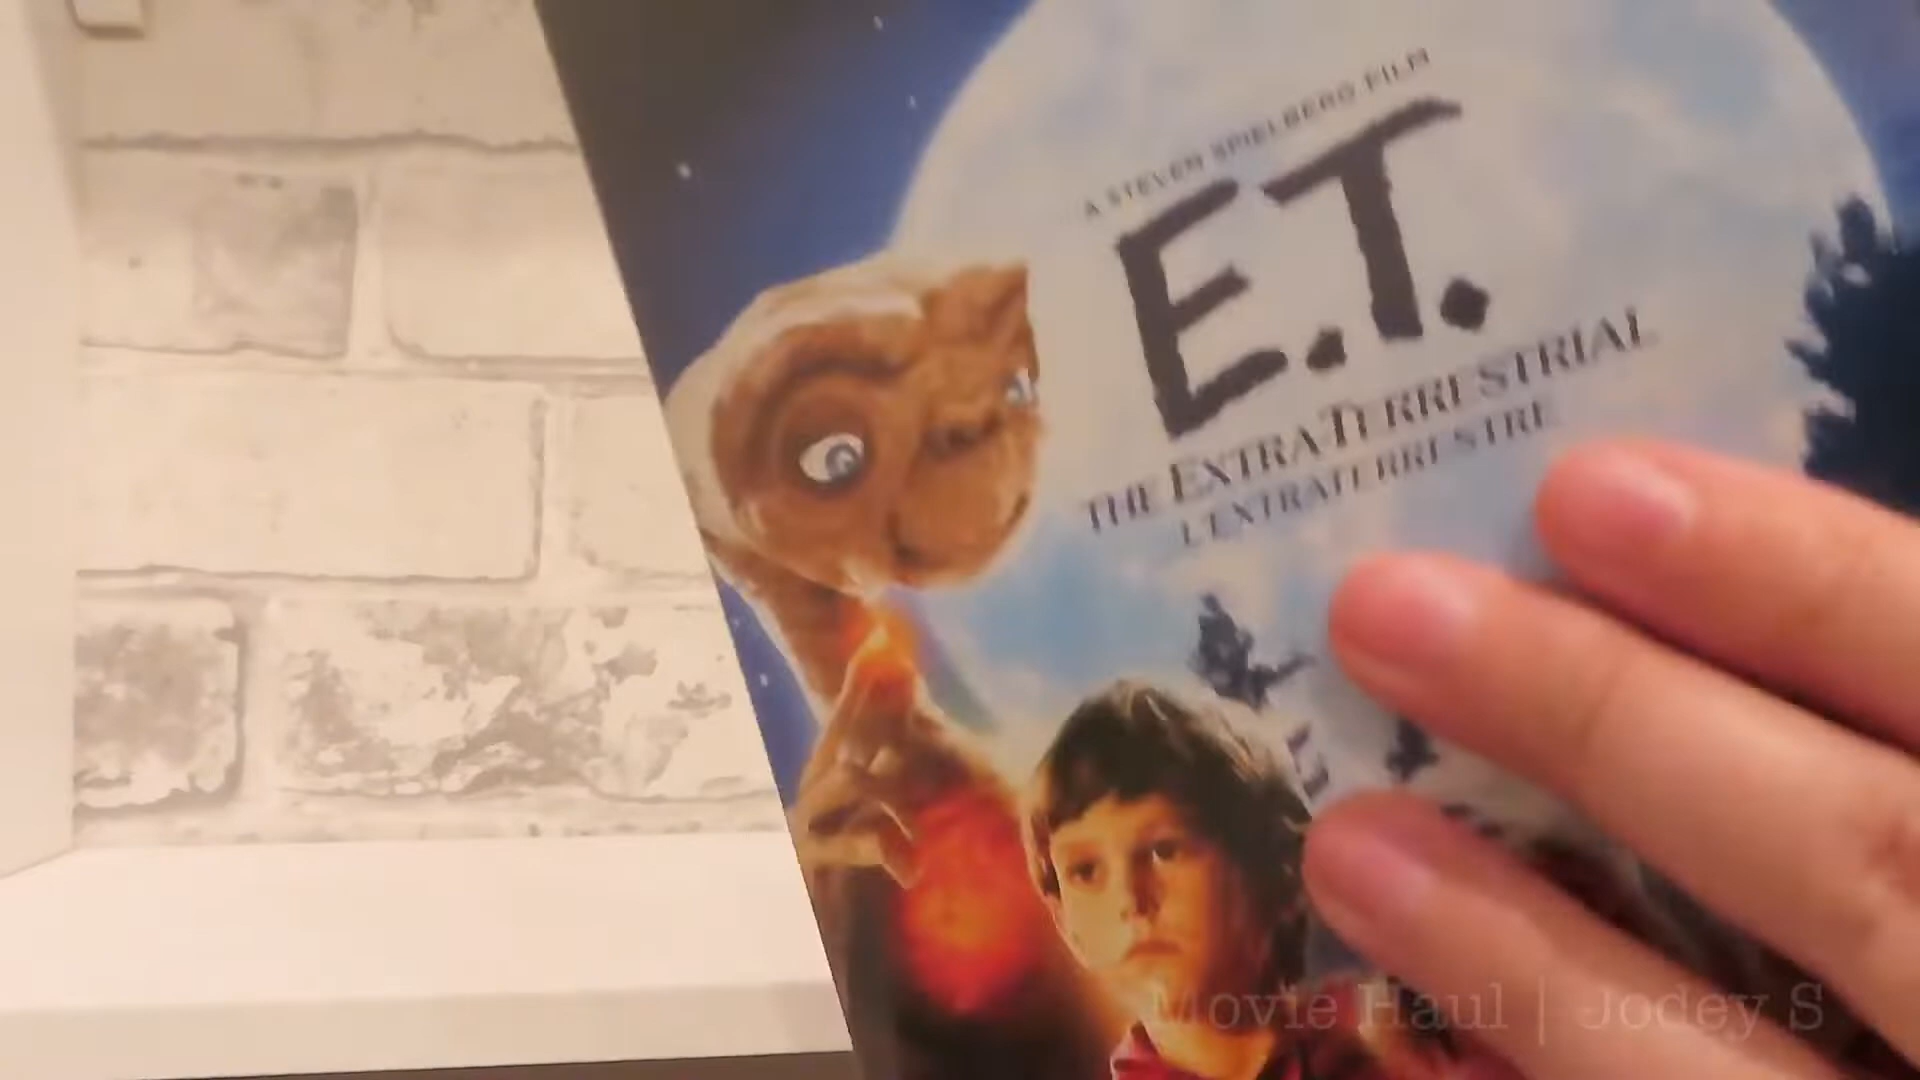 A STEVEN SPIELBERG FILM
E.T.
THE EXTRA-TERRESTRIAL
L'EXTRATERRESTRE
Movie Haul | Jodey S